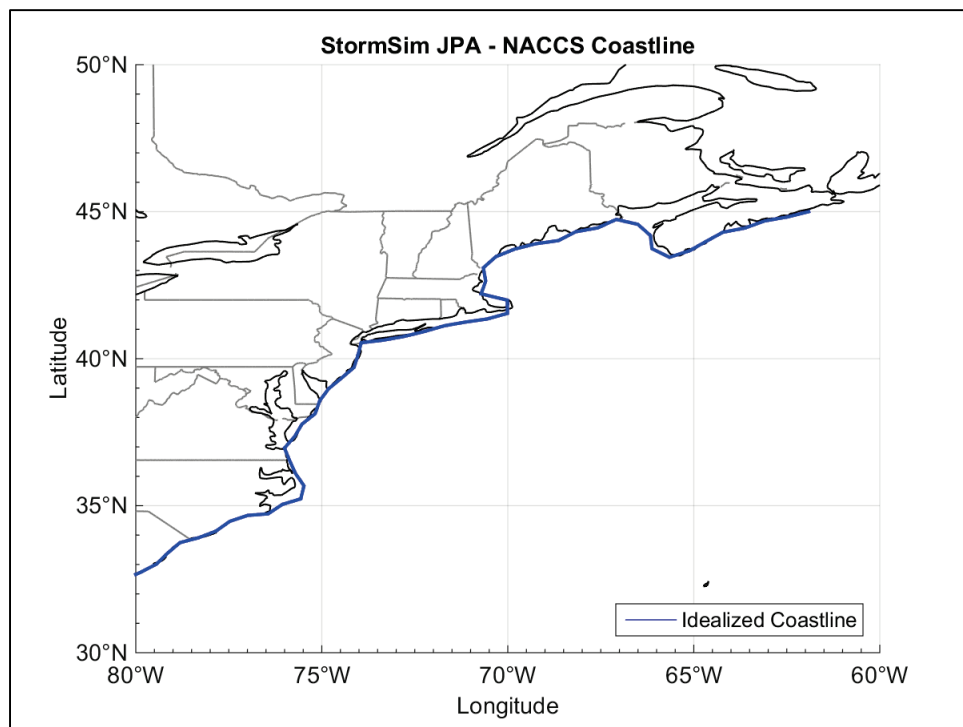 StormSim JPA - NACCS Coastline
50°N
45°N
40°N
35°N
30°N
Latitude
Idealized Coastline
80°W
75°W
70°W
65°W
60°W
Longitude